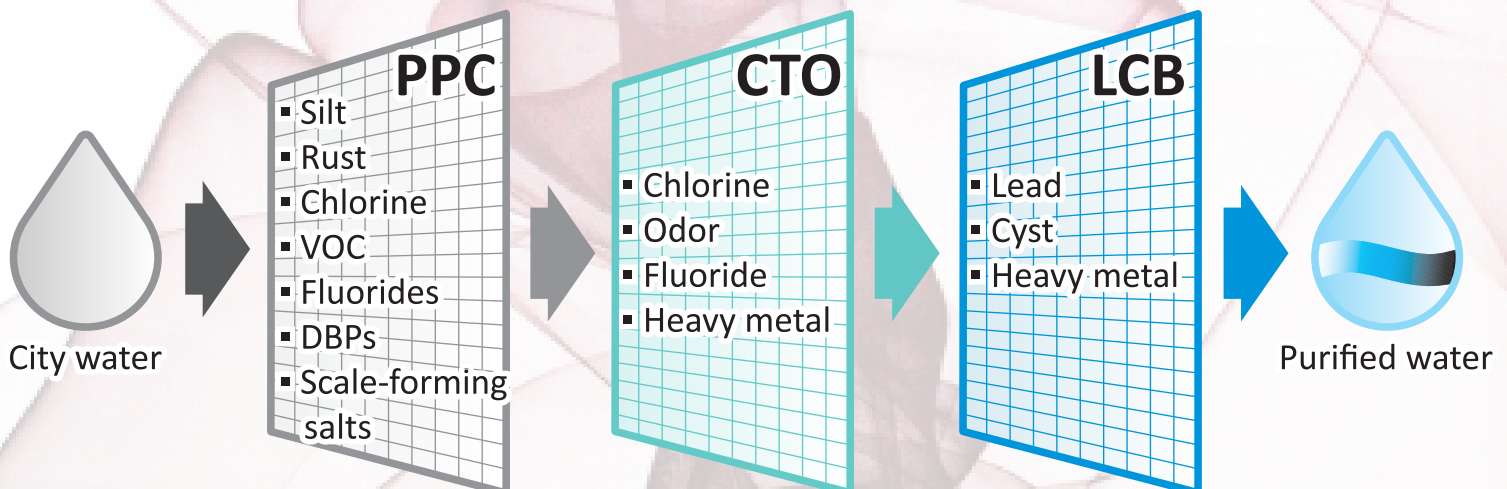 City water
PPC
▪ Silt
▪ Rust
▪ Chlorine
▪ VOC
▪ Fluorides
▪ DBPs
▪ Scale-forming
salts
CTO
▪ Chlorine
▪ Odor
▪ Fluoride
▪ Heavy metal
LCB
▪ Lead
▪ Cyst
▪ Heavy metal
Purified water